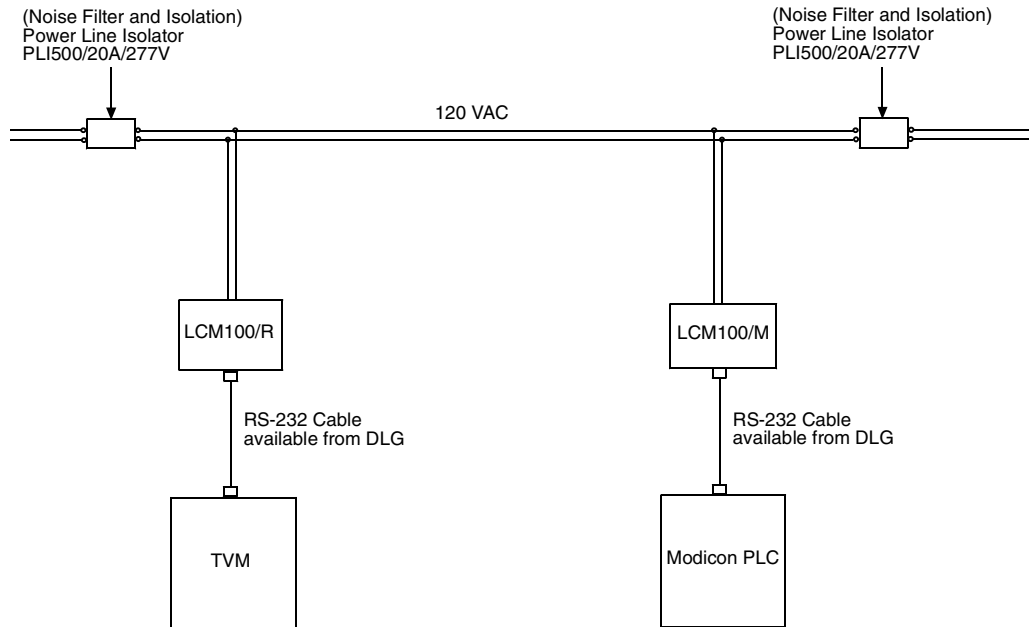 (Noise Filter and Isolation)
Power Line Isolator
PLI500/20A/277V
(Noise Filter and Isolation)
Power Line Isolator
PLI500/20A/277V
120 VAC
LCM100/R
LCM100/M
RS-232 Cable
available from DLG
RS-232 Cable
available from DLG
TVM
Modicon PLC